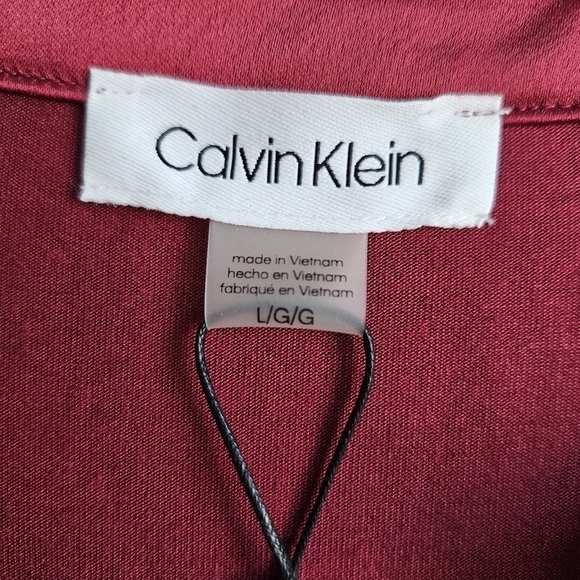 Calvin Klein
made in Vietnam
hecho en Vietnam
fabriqué en Vietnam
L/G/G